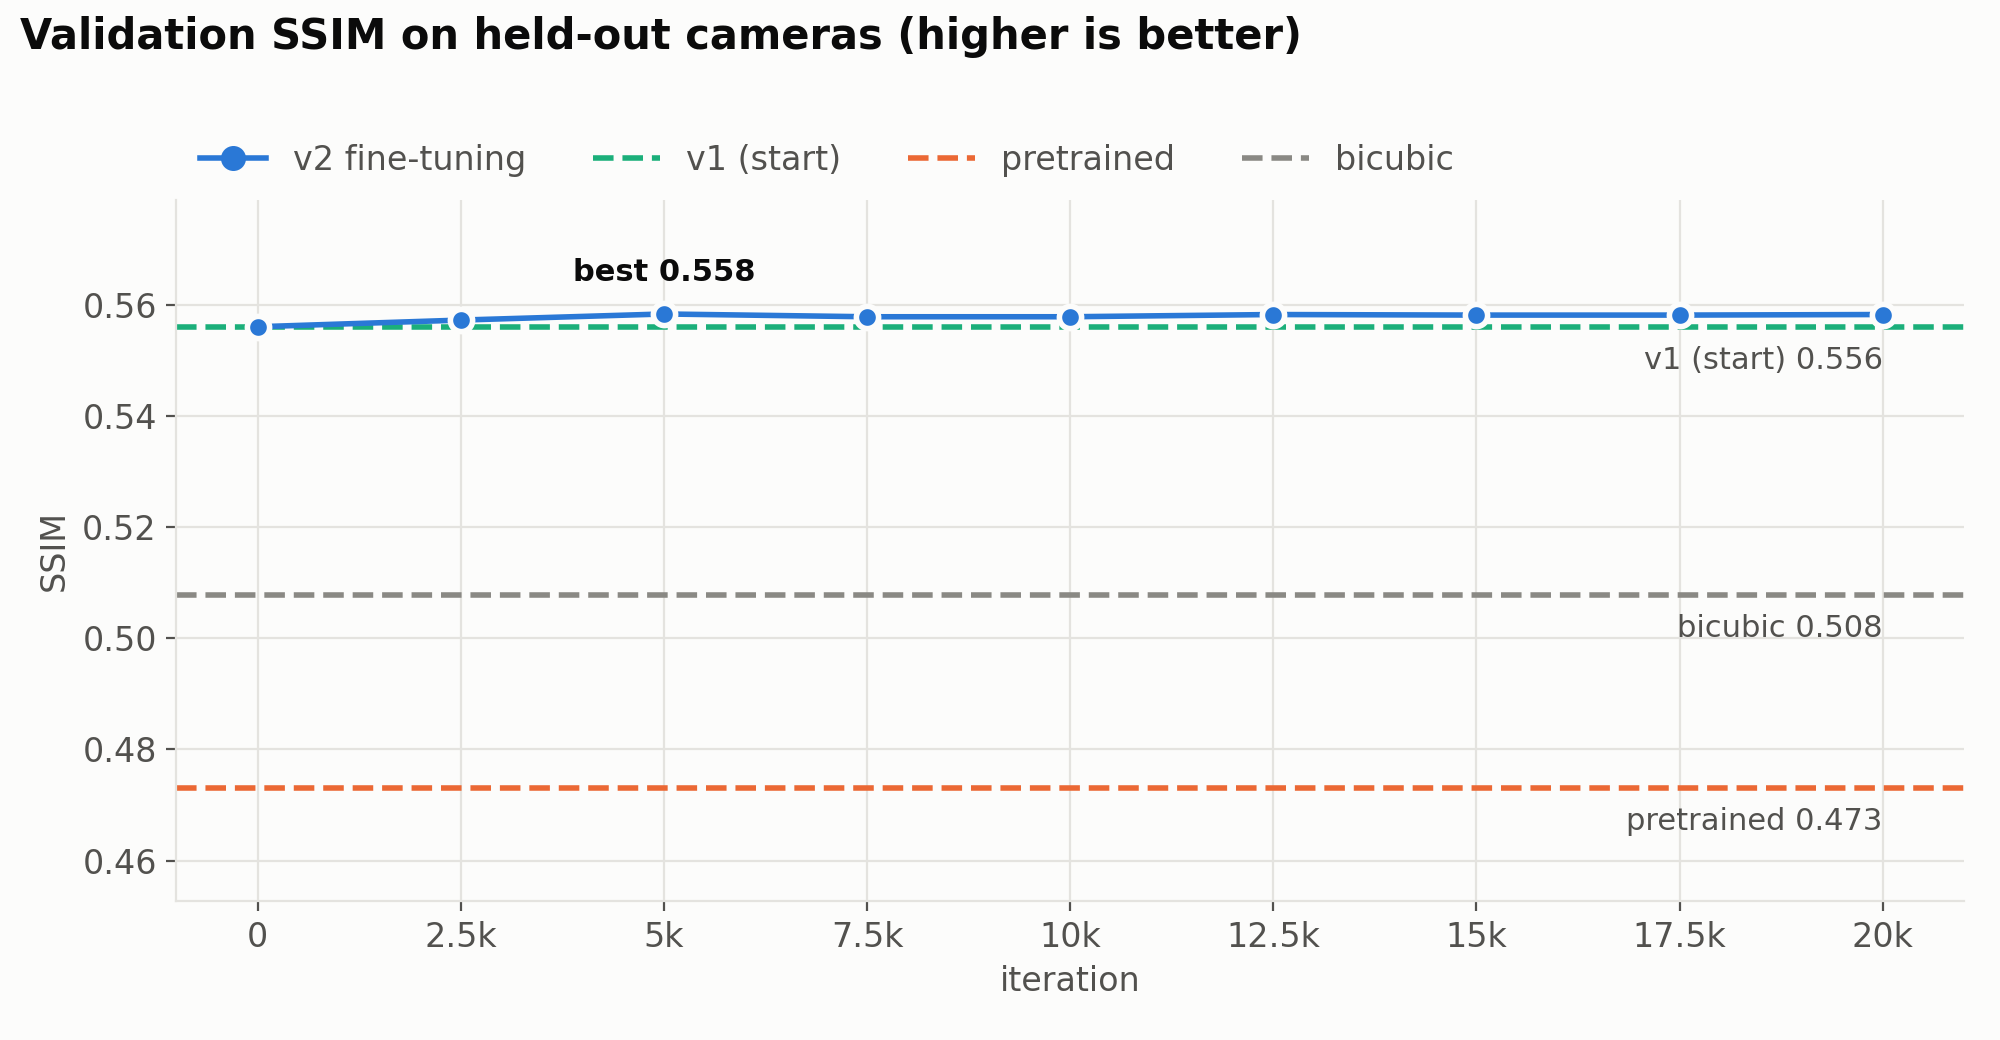 Validation SSIM on held-out cameras (higher is better)
v2 fine-tuning v1 (start) pretrained bicubic
best 0.558
0.56
v1 (start) 0.556
0.54
0.52
SSIM
bicubic 0.508
0.50
0.48
pretrained 0.473
0.46
0 2.5k 5k 7.5k 10k 12.5k 15k 17.5k 20k
iteration